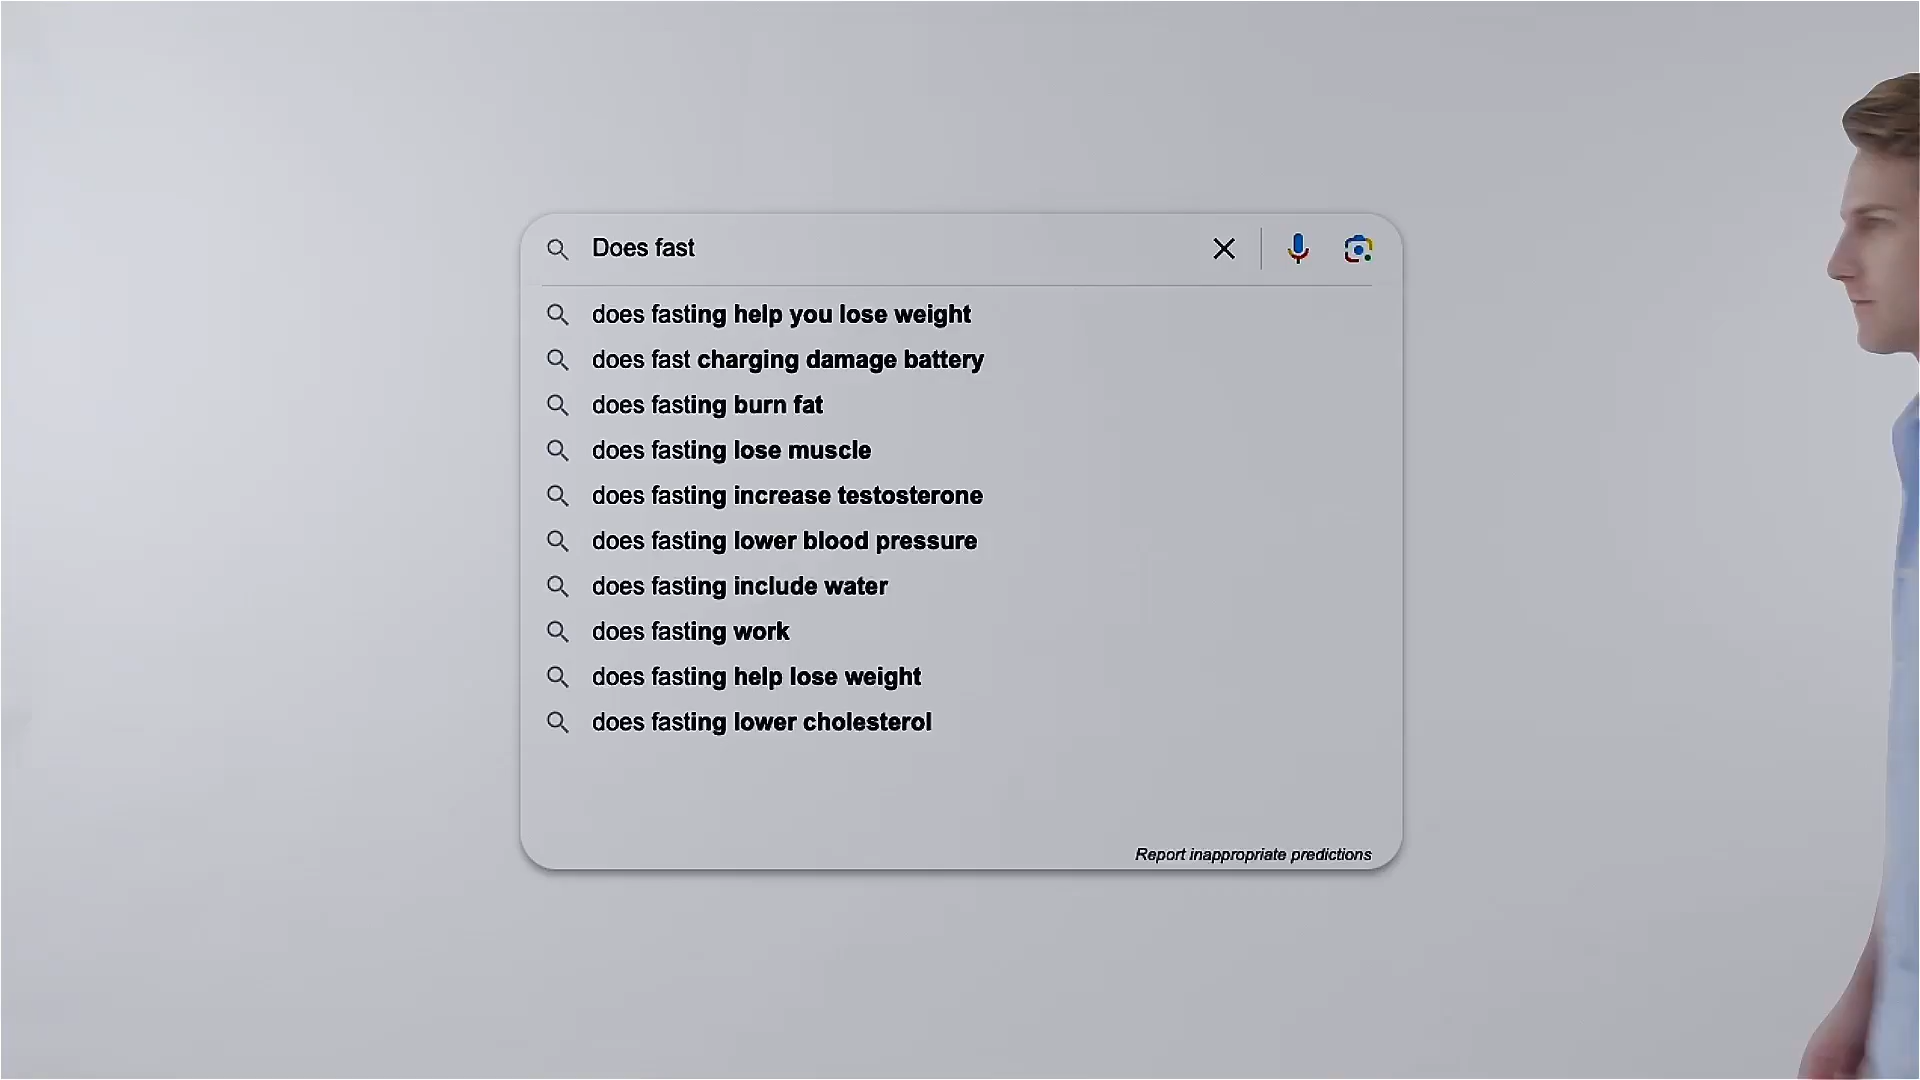 Does fast
does fasting help you lose weight
does fast charging damage battery
does fasting burn fat
does fasting lose muscle
does fasting increase testosterone
does fasting lower blood pressure
does fasting include water
does fasting work
does fasting help lose weight
does fasting lower cholesterol
Report inappropriate predictions